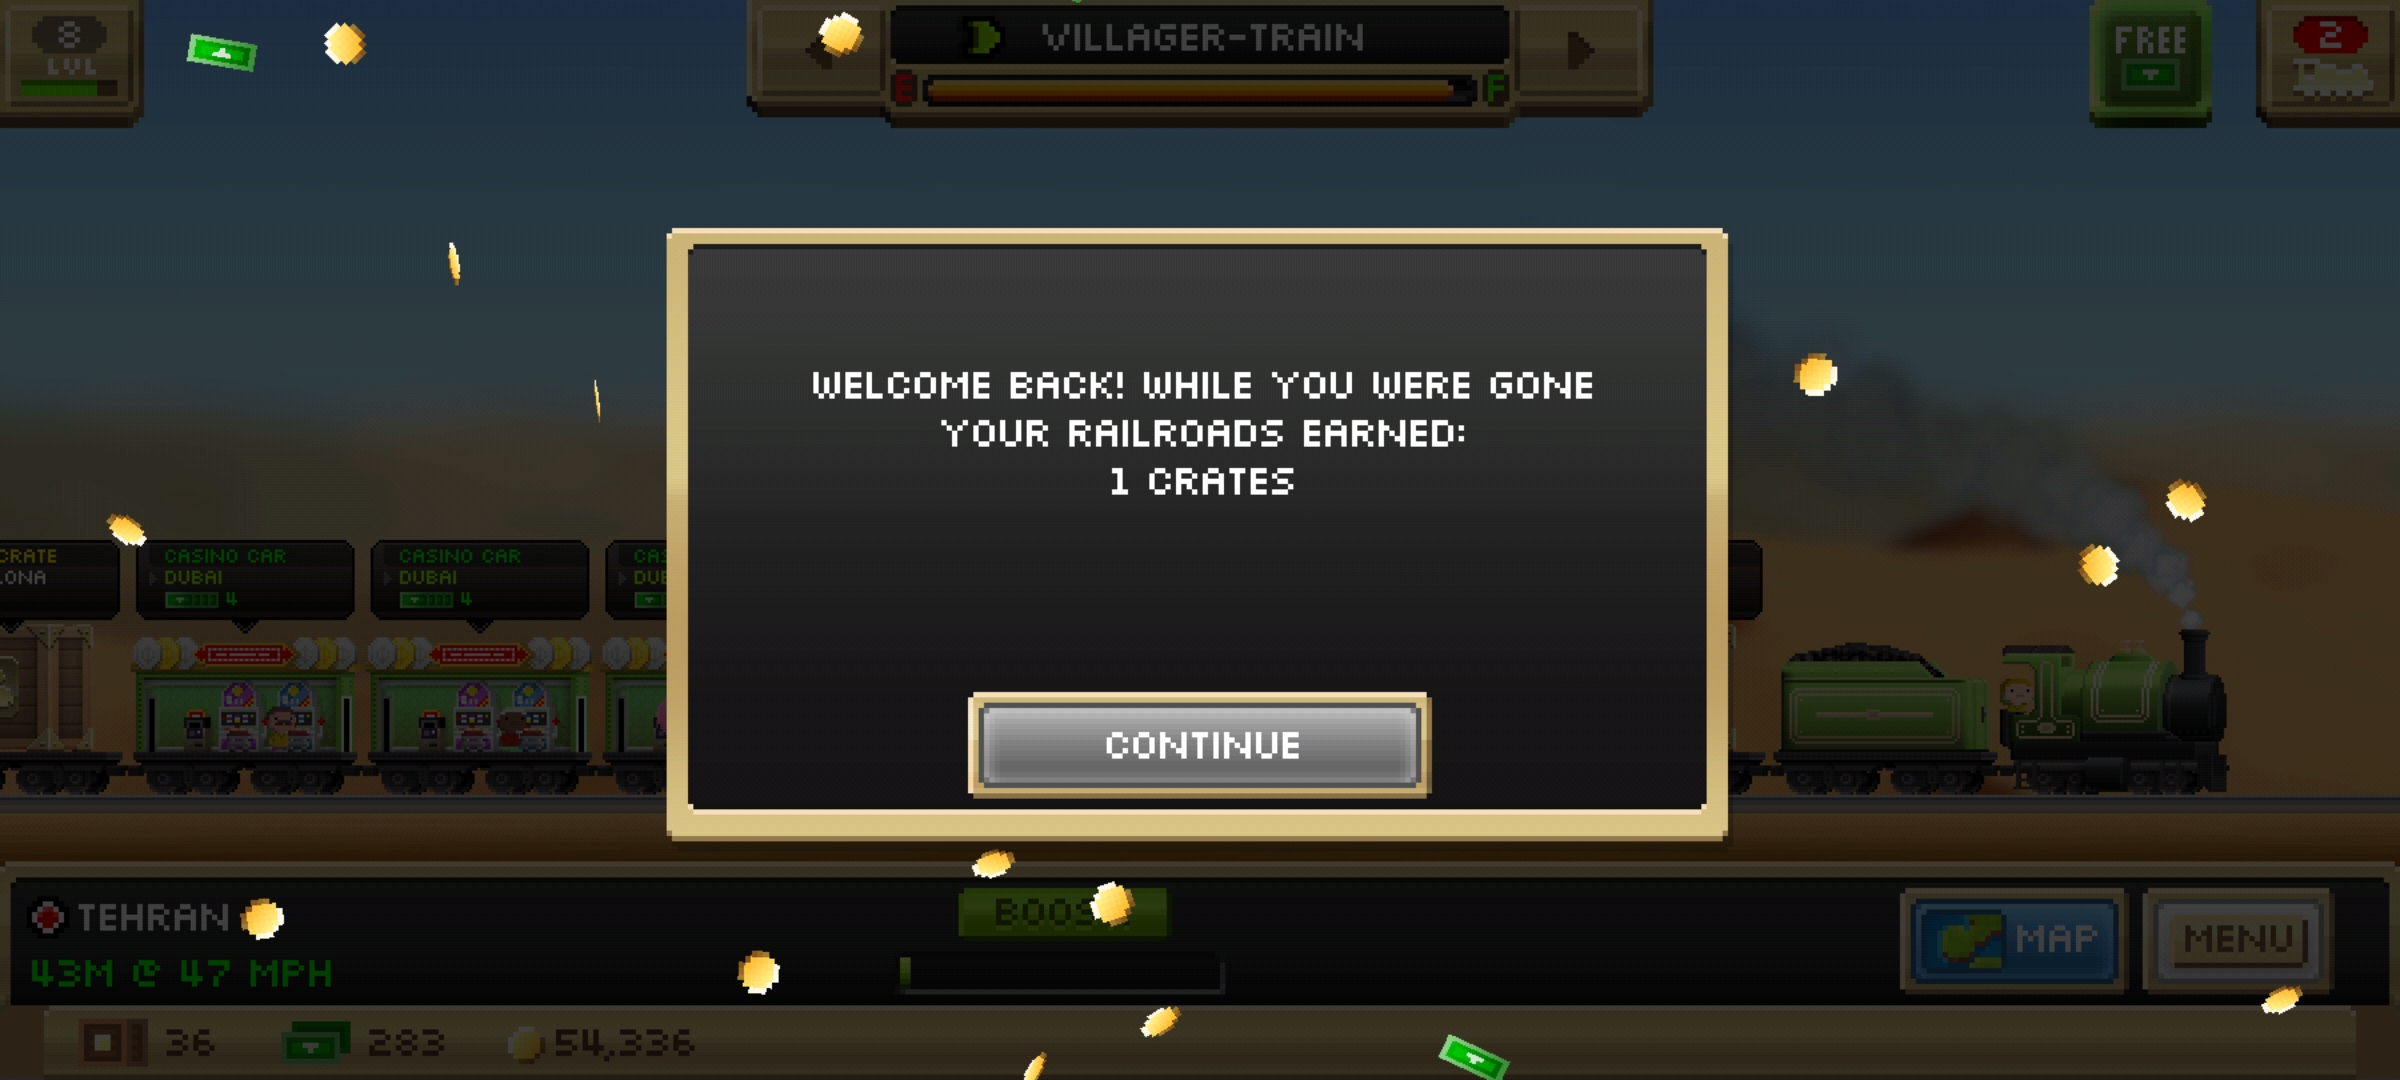 8
LVL
VILLAGER-TRAIN
E
F
FREE
2
WELCOME BACK! WHILE YOU WERE GONE
YOUR RAILROADS EARNED:
1 CRATES
CRATE
CASINO CAR
DUBAI
4
CASINO CAR
DUBAI
4
CONTINUE
TEHRAN
43M @ 47 MPH
MAP
MENU
36
283
54,336